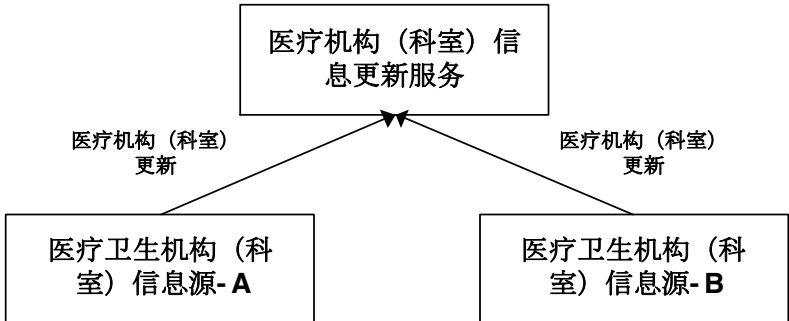 医疗机构（科室）信
息更新服务
医疗机构（科室）
更新
医疗机构（科室）
更新
医疗卫生机构（科
室）信息源- A
医疗卫生机构（科
室）信息源- B